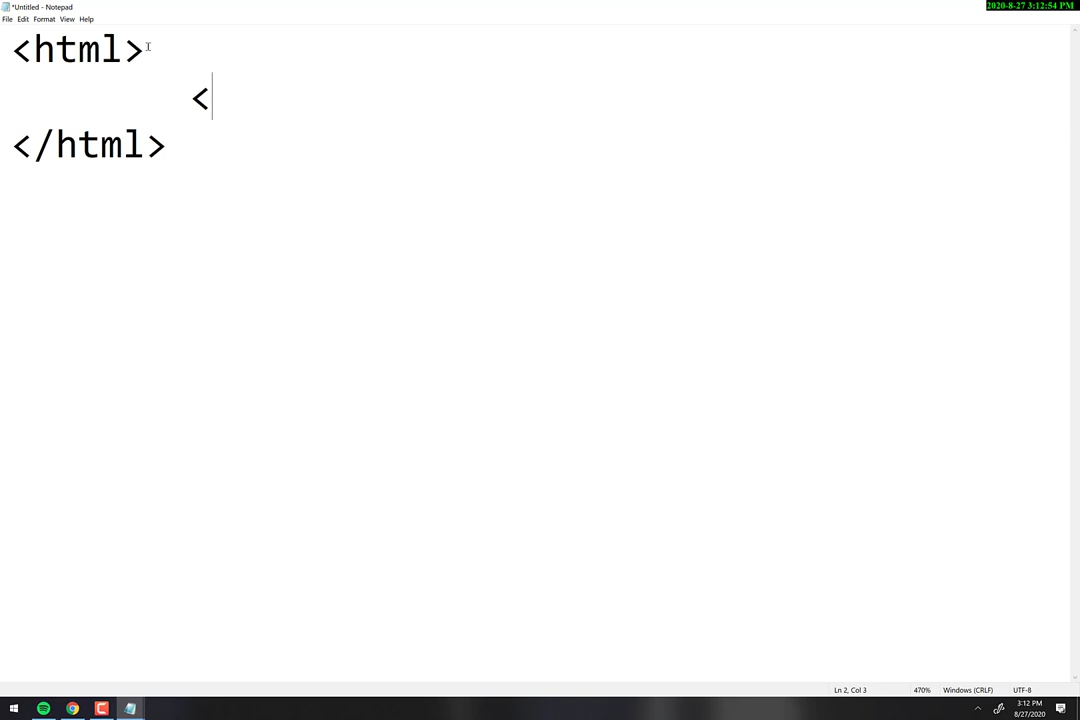 *Untitled - Notepad
2020-8-27 3:12:54 PM
File Edit Format View Help
<html>
<
</html>
Ln 2, Col 3 470% Windows (CRLF) UTF-8
3:12 PM
8/27/2020